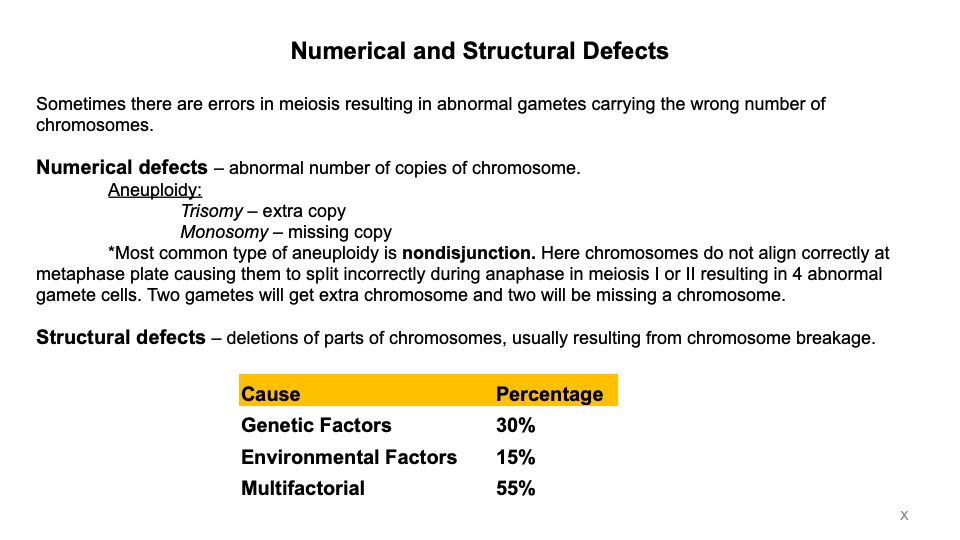 Numerical and Structural Defects
Sometimes there are errors in meiosis resulting in abnormal gametes carrying the wrong number of
chromosomes.
Numerical defects – abnormal number of copies of chromosome.
Aneuploidy:
Trisomy – extra copy
Monosomy – missing copy
*Most common type of aneuploidy is nondisjunction. Here chromosomes do not align correctly at
metaphase plate causing them to split incorrectly during anaphase in meiosis I or II resulting in 4 abnormal
gamete cells. Two gametes will get extra chromosome and two will be missing a chromosome.
Structural defects – deletions of parts of chromosomes, usually resulting from chromosome breakage.
Cause Percentage
Genetic Factors 30%
Environmental Factors 15%
Multifactorial 55%
x